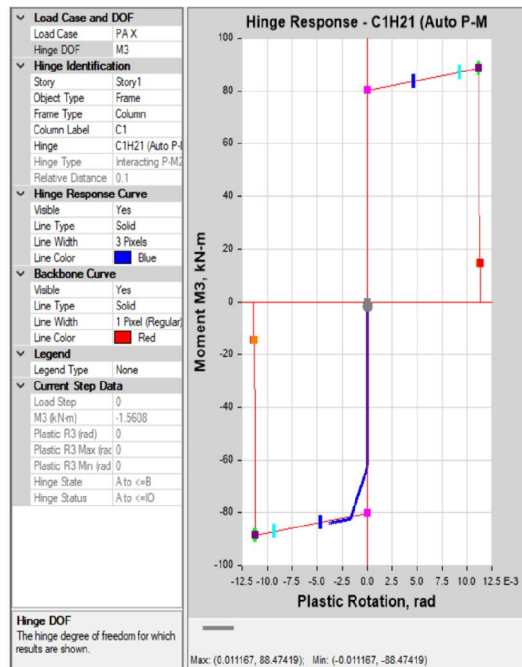 Load Case and DOF
Load Case PA X
Hinge DOF M3
Hinge Identification
Story Story1
Object Type Frame
Frame Type Column
Column Label C1
Hinge C1H21 (Auto P-
Hinge Type Interacting P-M2
Relative Distance 0.1
Hinge Response Curve
Visible Yes
Line Type Solid
Line Width 3 Pixels
Line Color Blue
Backbone Curve
Visible Yes
Line Type Solid
Line Width 1 Pixel (Regular)
Line Color Red
Legend
Legend Type None
Current Step Data
Load Step 0
M3 (kN-m) -1.5608
Plastic R3 (rad) 0
Plastic R3 Max (rad 0
Plastic R3 Min (rad 0
Hinge State A to <=B
Hinge Status A to <=IO
Hinge DOF
The hinge degree of freedom for which
results are shown.
Hinge Response - C1H21 (Auto P-M
Moment M3, kN-m
100
80
60
40
20
0
-20
-40
-60
-80
-100
-12.5 -10.0 -7.5 -5.0 -2.5 0.0 2.5 5.0 7.5 10.0 12.5 E-3
Plastic Rotation, rad
Max: (0.011167, 88.47419); Min: (-0.011167, -88.47419)